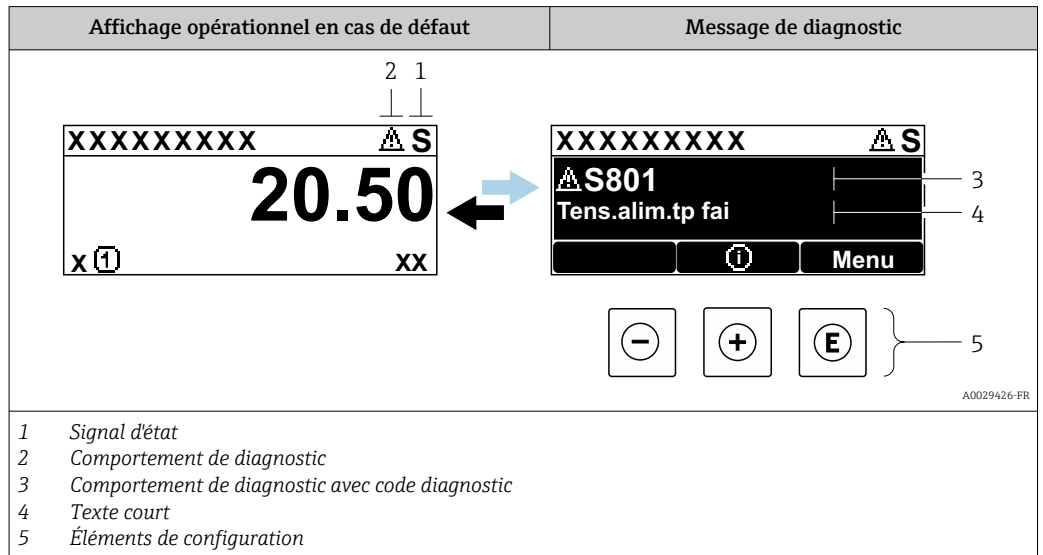 Affichage opérationnel en cas de défaut
Message de diagnostic
2 1
XXXXXXXXX S
20.50
x 1 XX
XXXXXXXXX S
S801
Tens.alim.tp fai
i Menu
3
4
- + E
5
A0029426-FR
1 Signal d'état
2 Comportement de diagnostic
3 Comportement de diagnostic avec code diagnostic
4 Texte court
5 Éléments de configuration